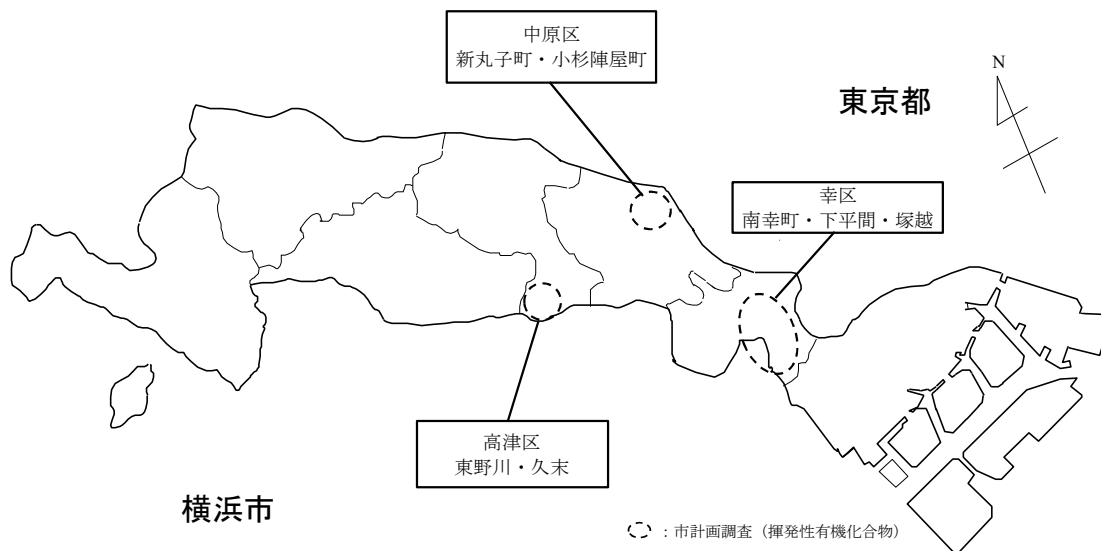 中原区
新丸子町・小杉陣屋町
N
東京都
幸区
南幸町・下平間・塚越
高津区
東野川・久末
横浜市
：市計画調査（揮発性有機化合物）